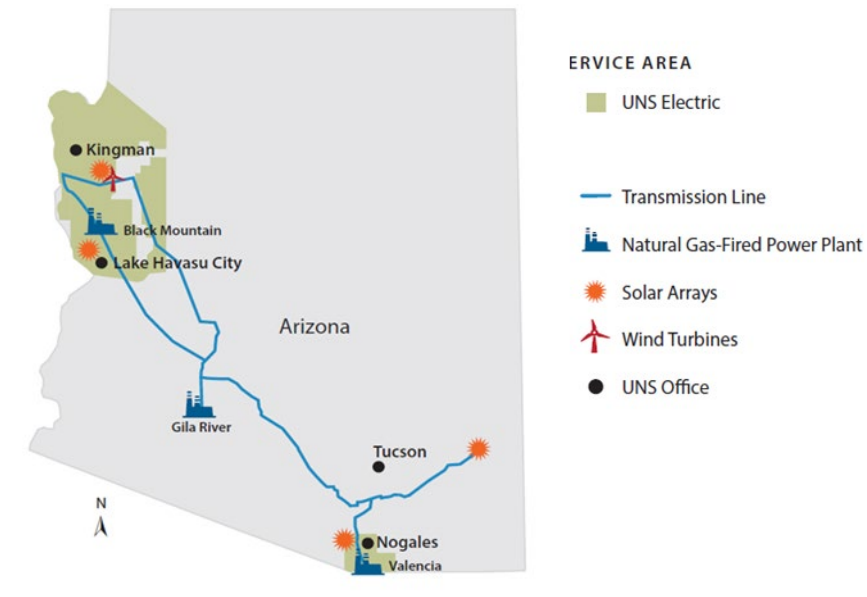 ERVICE AREA
UNS Electric
Kingman
Transmission Line
Black Mountain
Natural Gas-Fired Power Plant
Lake Havasu City
Solar Arrays
Arizona
Wind Turbines
UNS Office
Gila River
Tucson
N
Nogales
Valencia